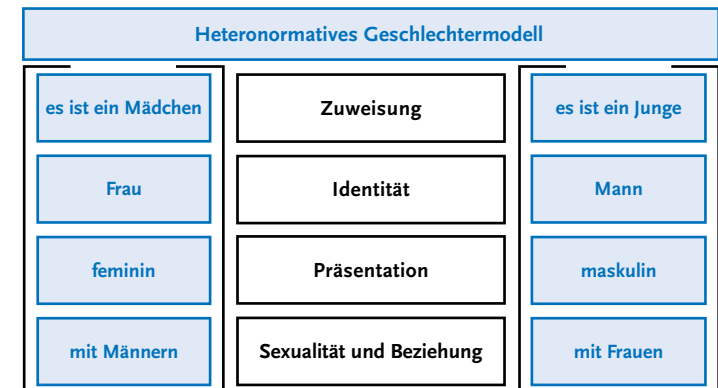 Heteronormatives Geschlechtermodell
es ist ein Mädchen
Zuweisung
es ist ein Junge
Frau
Identität
Mann
feminin
Präsentation
maskulin
mit Männern
Sexualität und Beziehung
mit Frauen